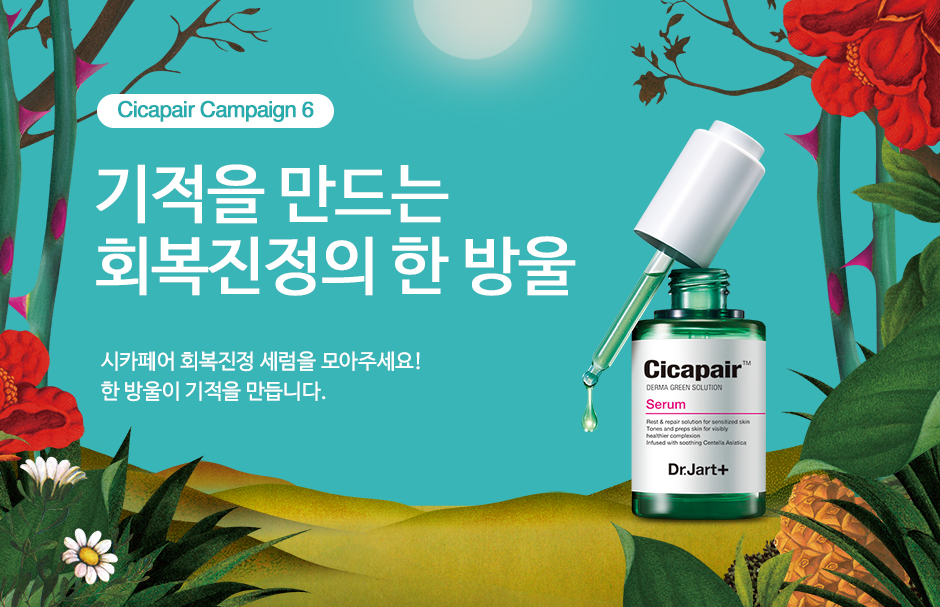 Cicapair Campaign 6
기적을 만드는
회복진정의 한 방울
시카페어 회복진정 세럼을 모아주세요!
한 방울이 기적을 만듭니다.
Cicapair™
DERMA GREEN SOLUTION
Serum
Rest & repair solution for sensitized skin
Tones and preps skin for visibly
healthier complexion
Infused with soothing Centella Asiatica
Dr.Jart+